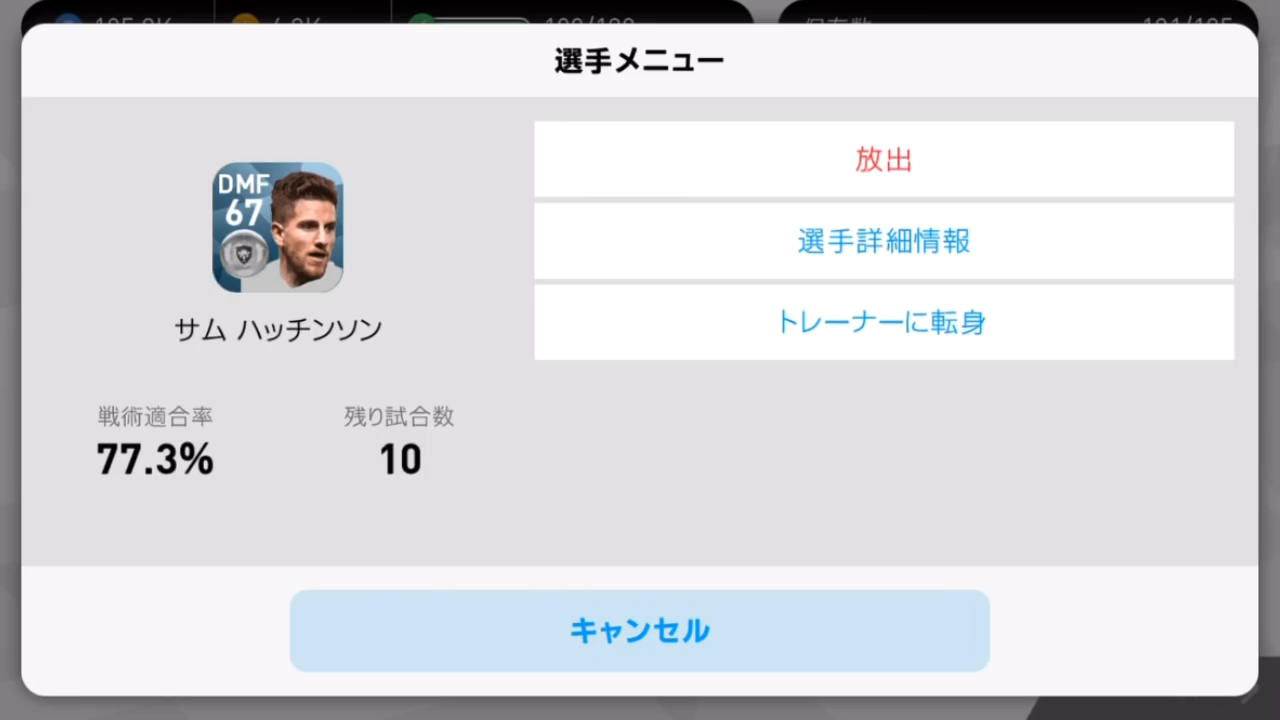 選手メニュー
DMF
67
サム ハッチンソン
戦術適合率
77.3%
残り試合数
10
放出
選手詳細情報
トレーナーに転身
キャンセル